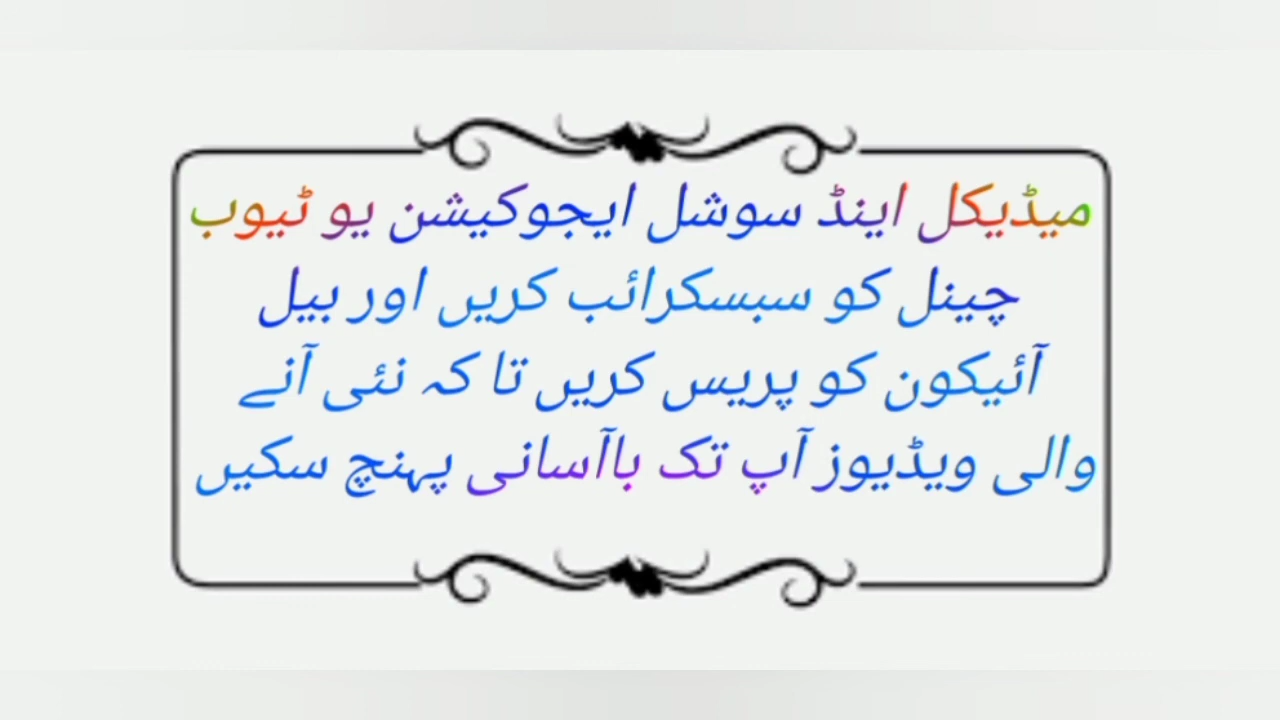 میڈیکل اینڈ سوشل ایجوکیشن یو ٹیوب
چینل کو سبسکرائب کریں اور بیل
آئیکون کو پریس کریں تا کہ نئی آنے
والی ویڈیوز آپ تک باآسانی پہنچ سکیں